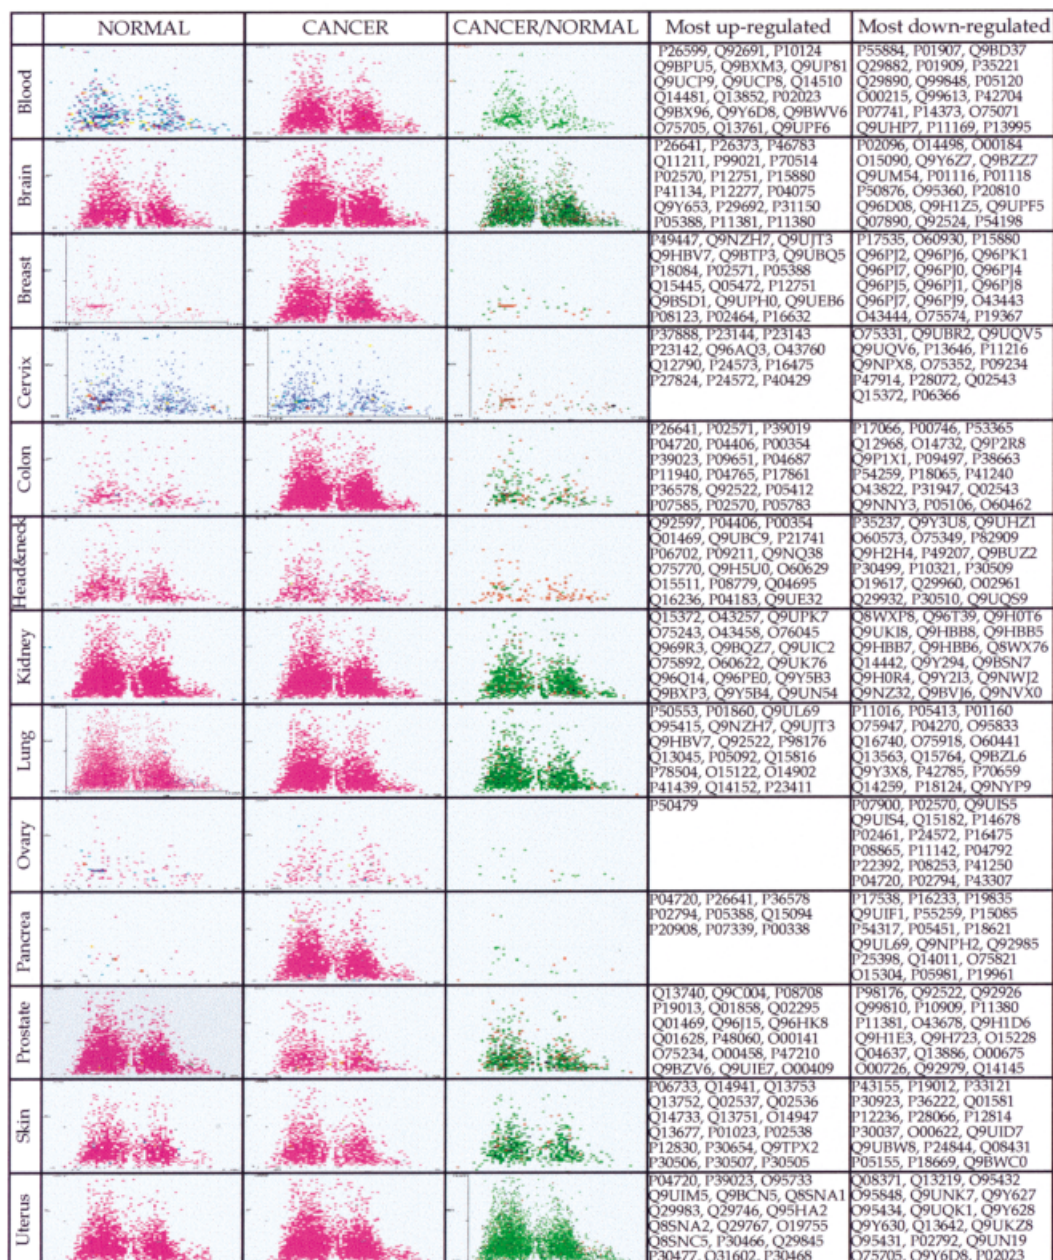 NORMAL CANCER CANCER/NORMAL Most up-regulated Most down-regulated
Blood
P26599, Q92691, P10124
Q9BPU5, Q9BXM3, Q9UP81
Q9UCP9, Q9UCP8, Q14510
Q14481, Q13852, P02023
Q9BX96, Q9Y6D8, Q9BWV6
O75705, Q13761, Q9UPF6
P55884, P01907, Q9BD37
Q29882, P01909, P35221
Q29890, Q99848, P05120
O00215, Q99613, P42704
P07741, P14373, O75071
Q9UHP7, P11169, P13995
Brain
P26641, P26373, P46783
Q11211, P99021, P70514
P02570, P12751, P15880
P41134, P12277, P04075
Q9Y653, P29692, P31150
P05388, P11381, P11380
P02096, O14498, O00184
O15090, Q9Y6Z7, Q9BZZ7
Q9UM54, P01116, P01118
P50876, O95360, P20810
Q96D08, Q9H1Z5, Q9UPF5
Q07890, Q92524, P54198
Breast
P49447, Q9NZH7, Q9UJT3
Q9HBV7, Q9BTP3, Q9UBQ5
P18084, P02571, P05388
Q15445, Q05472, P12751
Q9BSD1, Q9UPH0, Q9UEB6
P08123, P02464, P16632
P17535, O60930, P15880
Q96PJ2, Q96PJ6, Q96PK1
Q96PI7, Q96PJ0, Q96PJ4
Q96PJ5, Q96PJ1, Q96PJ8
Q96PJ7, Q96PJ9, O43443
O43444, O75574, P19367
Cervix
P37888, P23144, P23143
P23142, Q96AQ3, O43760
Q12790, P24573, P16475
P27824, P24572, P40429
O75331, Q9UBR2, Q9UQV5
Q9UQV6, P13646, P11216
Q9NPX8, O75352, P09234
P47914, P28072, Q02543
Q15372, P06366
Colon
P26641, P02571, P39019
P04720, P04406, P00354
P39023, P09651, P04687
P11940, P04765, P17861
P36578, Q92522, P05412
P07585, P02570, P05783
P17066, P00746, P53365
Q12968, O14732, Q9P2R8
Q9P1X1, P09497, P38663
P54259, P18065, P41240
O43822, P31947, Q02543
Q9NNY3, P05106, O60462
Head&neck
Q92597, P04406, P00354
Q01469, Q9UBC9, P21741
P06702, P09211, Q9NQ38
O75770, Q9H5U0, O60629
O15511, P08779, Q04695
Q16236, P04183, Q9UE32
P35237, Q9Y3U8, Q9UHZ1
O60573, O75349, P82909
Q9H2H4, P49207, Q9BUZ2
P30499, P10321, P30509
O19617, Q29960, O02961
Q29932, P30510, Q9UQS9
Kidney
Q15372, O43257, Q9UPK7
O75243, O43458, O76045
Q969R3, Q9BQZ7, Q9UIC2
O75892, O60622, Q9UK76
Q96Q14, Q96PE0, Q9Y5B3
Q9BXP3, Q9Y5B4, Q9UN54
Q8WXP8, Q96T39, Q9H0T6
Q9UKI8, Q9HBB8, Q9HBB5
Q9HBB7, Q9HBB6, Q8WX76
Q14442, Q9Y294, Q9BSN7
Q9H0R4, Q9Y2I3, Q9NWJ2
Q9NZ32, Q9BVJ6, Q9NVX0
Lung
P50553, P01860, Q9UL69
O95415, Q9NZH7, Q9UJT3
Q9HBV7, Q92522, P98176
Q13045, P05092, Q15816
P78504, O15122, O14902
P41439, Q14152, P23411
P11016, P05413, P01160
O75947, P04270, O95833
Q16740, O75918, O60441
Q13563, Q15764, Q9BZL6
Q9Y3X8, P42785, P70659
Q14259, P18124, Q9NYP9
Ovary
P50479
P07900, P02570, Q9UIS5
Q9UIS4, Q15182, P14678
P02461, P24572, P16475
P08865, P11142, P04792
P22392, P08253, P41250
P04720, P02794, P43307
Pancrea
P04720, P26641, P36578
P02794, P05388, Q15094
P20908, P07339, P00338
P17538, P16233, P19835
Q9UIF1, P55259, P15085
P54317, P05451, P18621
Q9UL69, Q9NPH2, Q92985
P25398, Q14011, O75821
O15304, P05981, P19961
Prostate
Q13740, Q9C004, P08708
P19013, Q01858, Q02295
Q01469, Q96J15, Q96HK8
Q01628, P48060, O00141
O75234, O00458, P47210
Q9BZV6, Q9UIE7, O00409
P98176, Q92522, Q92926
Q99810, P10909, P11380
P11381, O43678, Q9H1D6
Q9H1E3, Q9H723, O15228
Q04637, Q13886, O00675
O00726, Q92979, Q14145
Skin
P06733, Q14941, Q13753
Q13752, Q02537, Q02536
Q14733, Q13751, O14947
Q13677, P01023, P02538
P12830, P30654, Q9TPX2
P30506, P30507, P30505
P43155, P19012, P33121
P30923, P36222, Q01581
P12236, P28066, P12814
P30037, O00622, Q9UID7
Q9UBW8, P24844, Q08431
P05155, P18669, Q9BWC0
Uterus
P04720, P39023, O95733
Q9UIM5, Q9BCN5, Q8SNA1
Q29983, Q29746, Q95HA2
Q8SNA2, Q29767, O19755
Q8SNC5, P30466, Q29845
P30477, O31602, P30468
Q08371, Q13219, O95432
O95848, Q9UNK7, Q9Y627
O95434, Q9UQK1, Q9Y628
Q9Y630, Q13642, Q9UKZ8
O95431, P02792, Q9UN19
O75705, Q9Y6D8, P02023